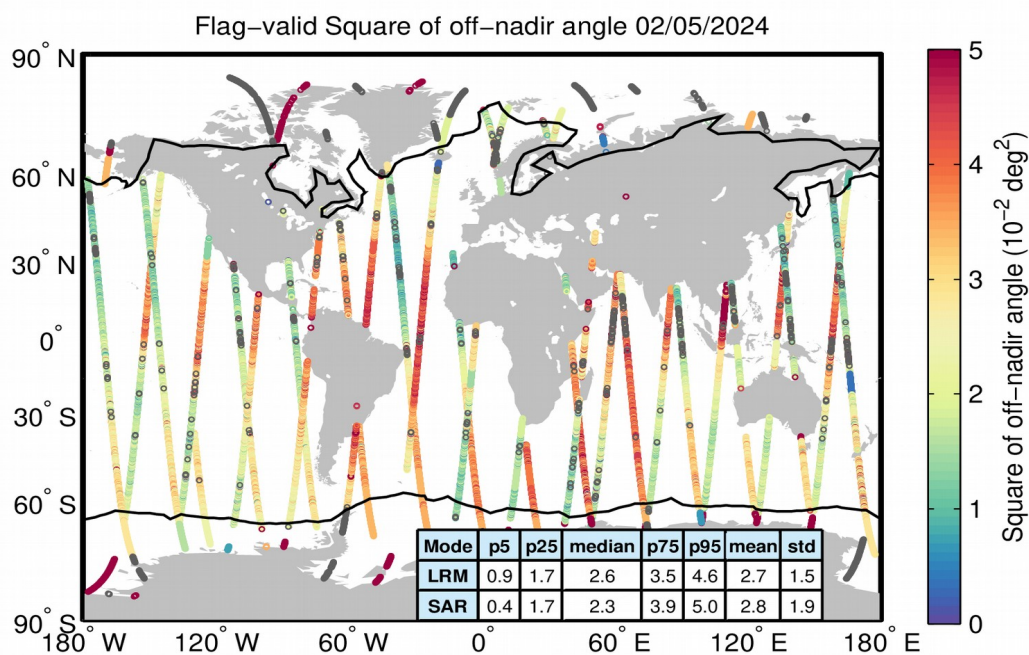 Flag−valid Square of off−nadir angle 02/05/2024
90° N
60° N
30° N
0°
30° S
60° S
90° S
180° W
120° W
60° W
0°
60° E
120° E
180° E
Mode p5 p25 median p75 p95 mean std
LRM 0.9 1.7 2.6 3.5 4.6 2.7 1.5
SAR 0.4 1.7 2.3 3.9 5.0 2.8 1.9
5
4
3
2
1
0
Square of off−nadir angle (10⁻² deg²)